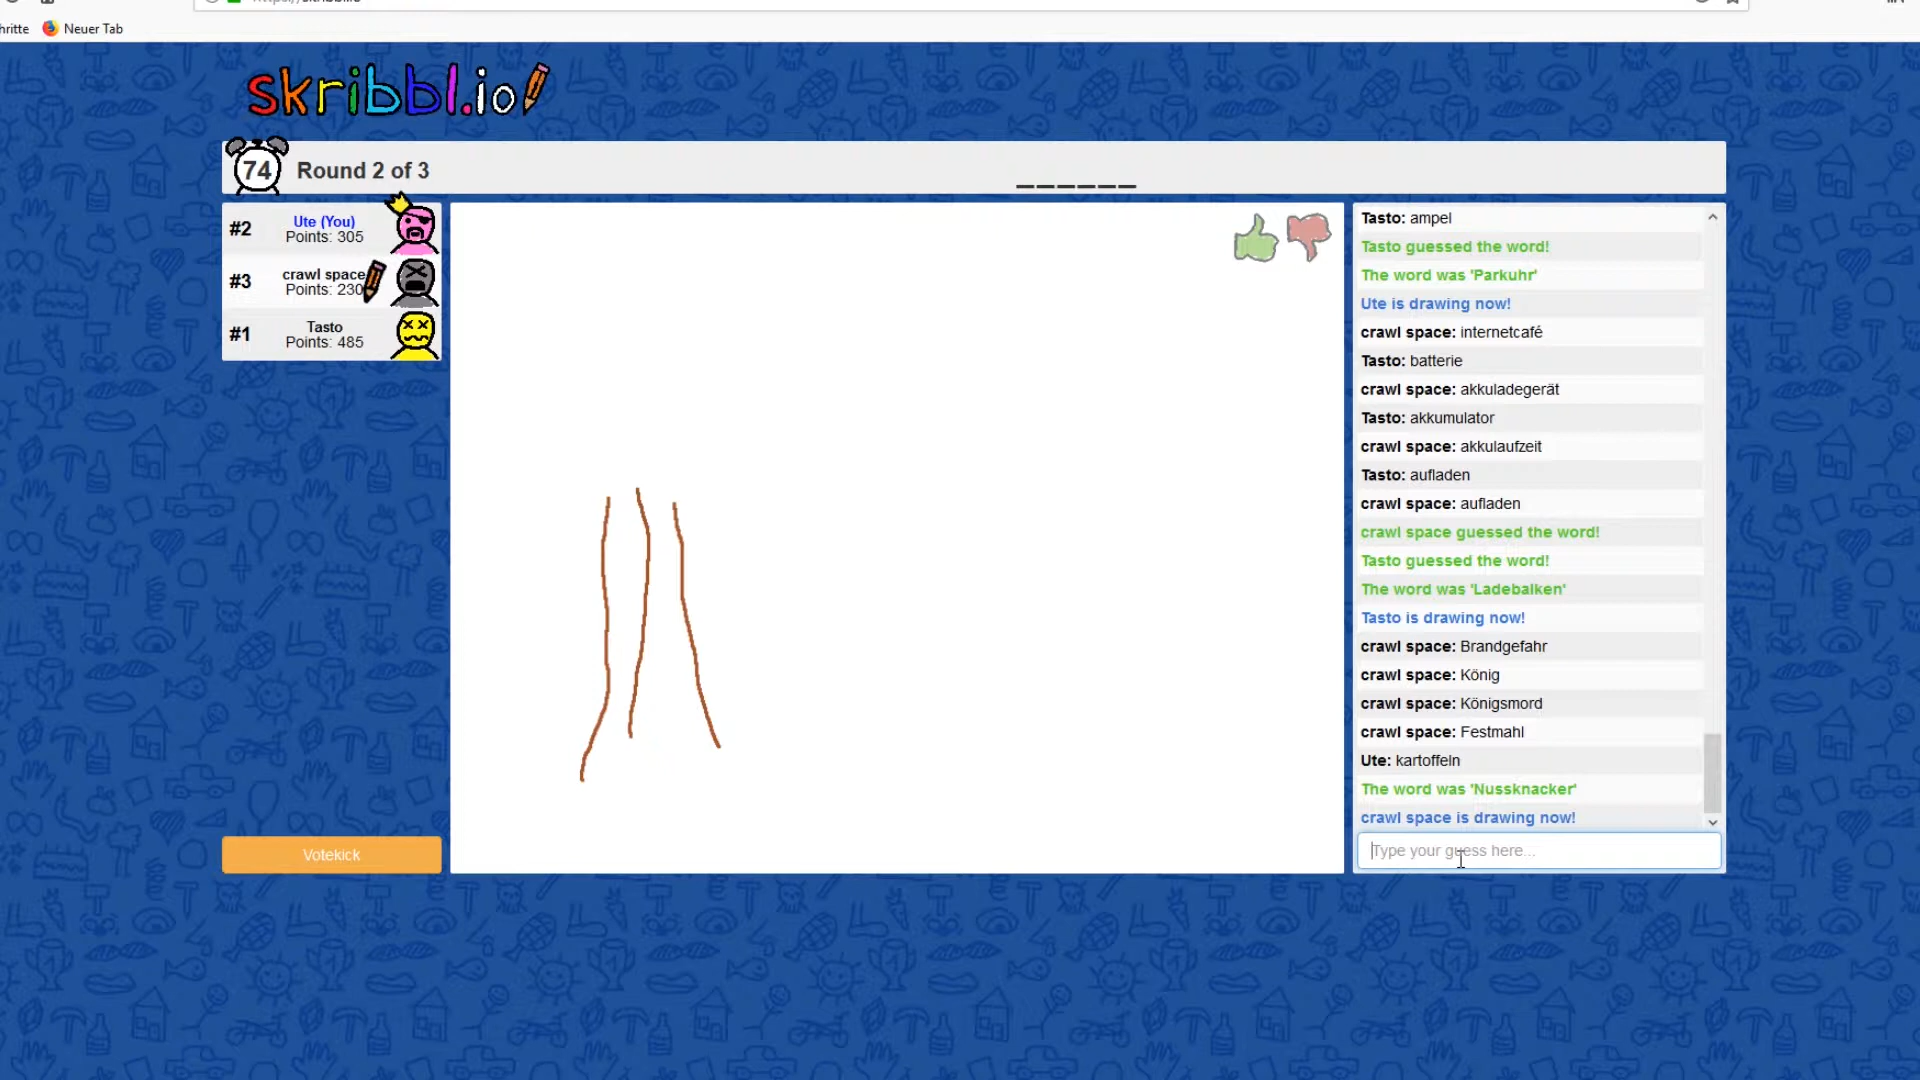 hritte Neuer Tab
skribbl.io
74 Round 2 of 3
______
#2 Ute (You)
Points: 305
#3 crawl space
Points: 230
#1 Tasto
Points: 485
Votekick
Tasto: ampel
Tasto guessed the word!
The word was 'Parkuhr'
Ute is drawing now!
crawl space: internetcafé
Tasto: batterie
crawl space: akkuladegerät
Tasto: akkumulator
crawl space: akkulaufzeit
Tasto: aufladen
crawl space: aufladen
crawl space guessed the word!
Tasto guessed the word!
The word was 'Ladebalken'
Tasto is drawing now!
crawl space: Brandgefahr
crawl space: König
crawl space: Königsmord
crawl space: Festmahl
Ute: kartoffeln
The word was 'Nussknacker'
crawl space is drawing now!
Type your guess here...